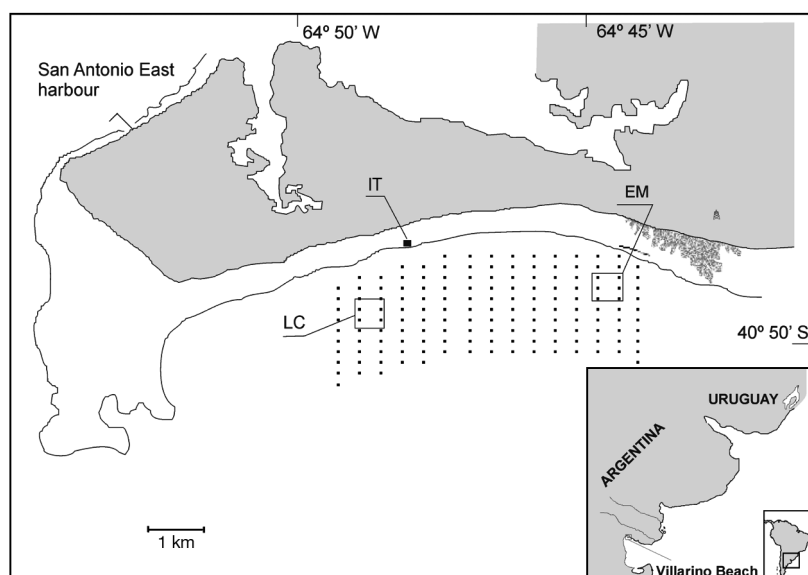 64º 50' W
64º 45' W
San Antonio East
harbour
IT
EM
LC
40º 50' S
URUGUAY
ARGENTINA
1 km
Villarino Beach